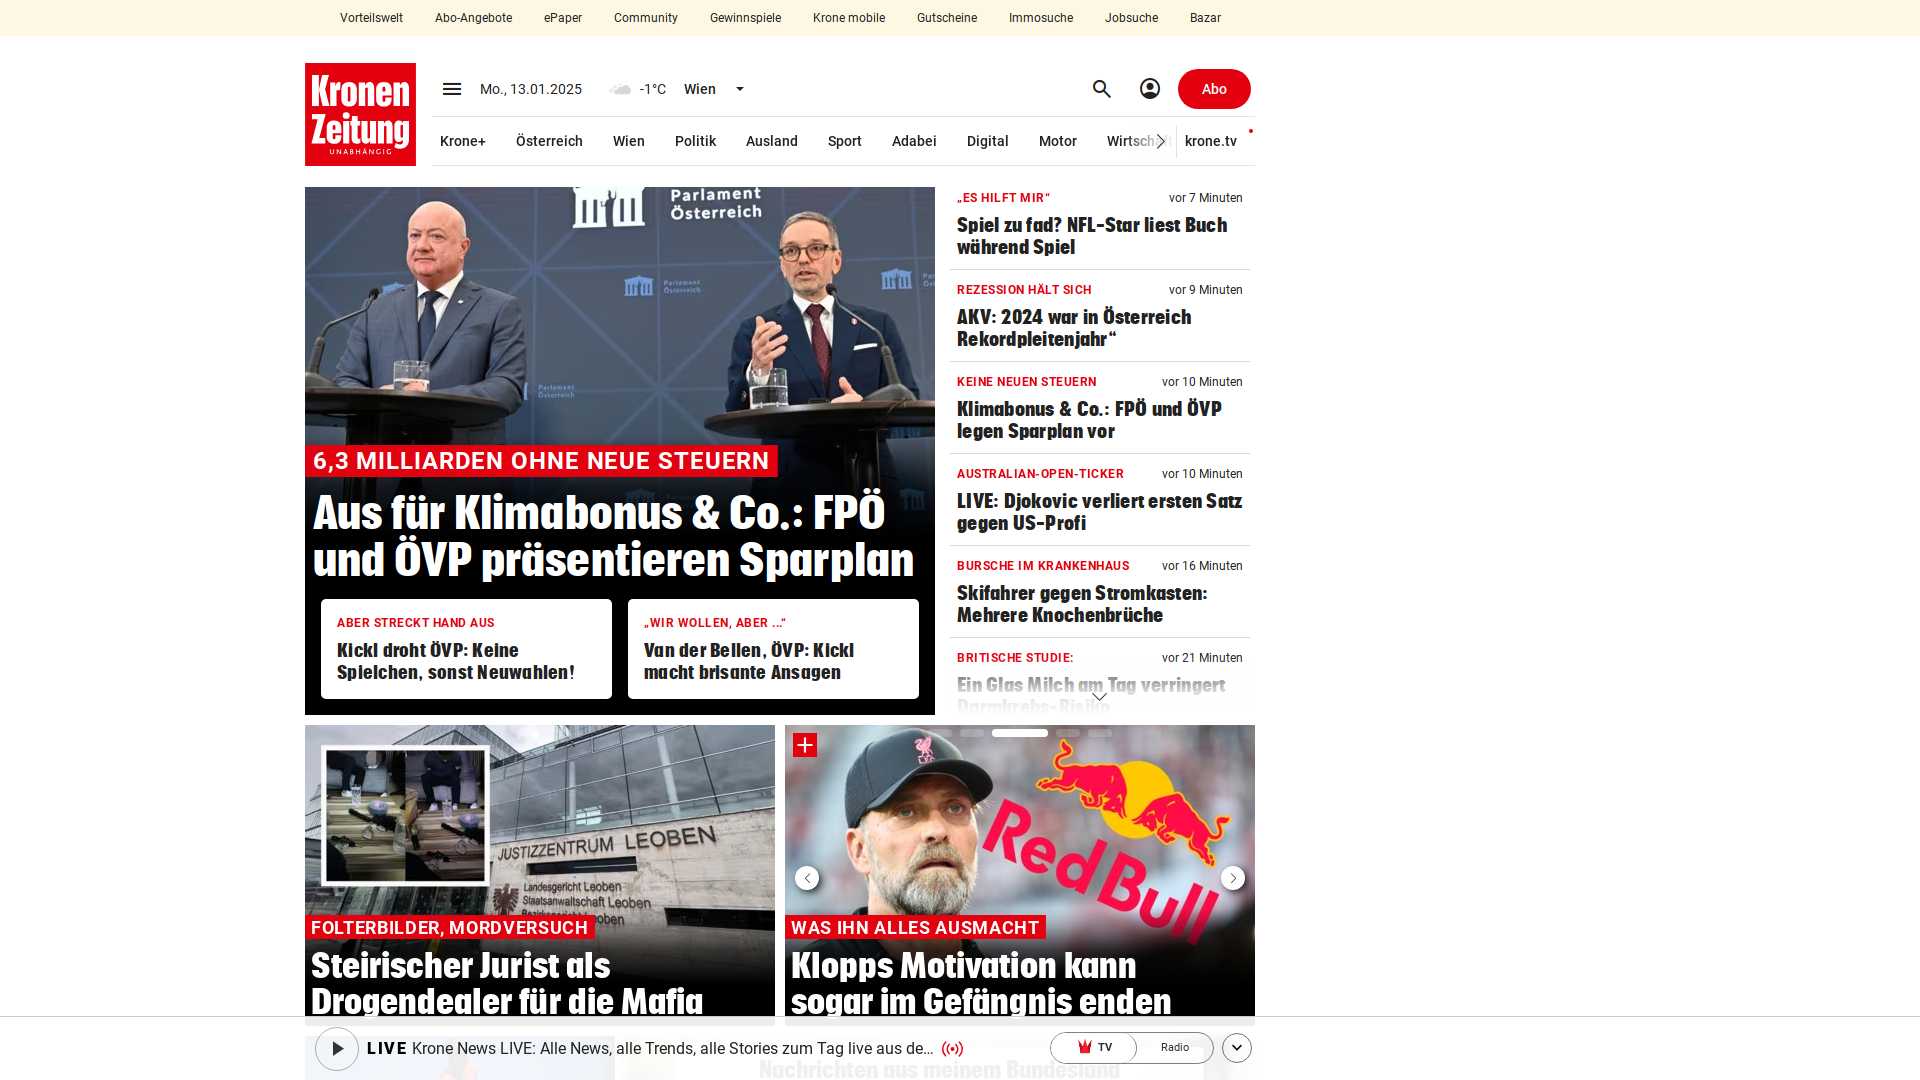 Vorteilswelt Abo-Angebote ePaper Community Gewinnspiele Krone mobile Gutscheine Immosuche Jobsuche Bazar
Kronen
Zeitung
UNABHÄNGIG
Mo., 13.01.2025 -1°C Wien Abo
Krone+ Österreich Wien Politik Ausland Sport Adabei Digital Motor krone.tv
Parlament
Österreich
Parlament
Österreich
Parlament
Österreich
6,3 MILLIARDEN OHNE NEUE STEUERN
Aus für Klimabonus & Co.: FPÖ
und ÖVP präsentieren Sparplan
ABER STRECKT HAND AUS
Kickl droht ÖVP: Keine
Spielchen, sonst Neuwahlen!
„WIR WOLLEN, ABER ...“
Van der Bellen, ÖVP: Kickl
macht brisante Ansagen
„ES HILFT MIR“ vor 7 Minuten
Spiel zu fad? NFL-Star liest Buch
während Spiel
REZESSION HÄLT SICH vor 9 Minuten
AKV: 2024 war in Österreich
Rekordpleitenjahr“
KEINE NEUEN STEUERN vor 10 Minuten
Klimabonus & Co.: FPÖ und ÖVP
legen Sparplan vor
AUSTRALIAN-OPEN-TICKER vor 10 Minuten
LIVE: Djokovic verliert ersten Satz
gegen US-Profi
BURSCHE IM KRANKENHAUS vor 16 Minuten
Skifahrer gegen Stromkasten:
Mehrere Knochenbrüche
BRITISCHE STUDIE: vor 21 Minuten
Ein Glas Milch am Tag verringert
Darmkrebs-Risiko
JUSTIZZENTRUM LEOBEN
Landesgericht Leoben
Staatsanwaltschaft Leoben
Bezirksgericht Leoben
FOLTERBILDER, MORDVERSUCH
Steirischer Jurist als
Drogendealer für die Mafia
Red Bull
WAS IHN ALLES AUSMACHT
Klopps Motivation kann
sogar im Gefängnis enden
LIVE Krone News LIVE: Alle News, alle Trends, alle Stories zum Tag live aus de... TV Radio
Nachrichten aus meinem Bundesland